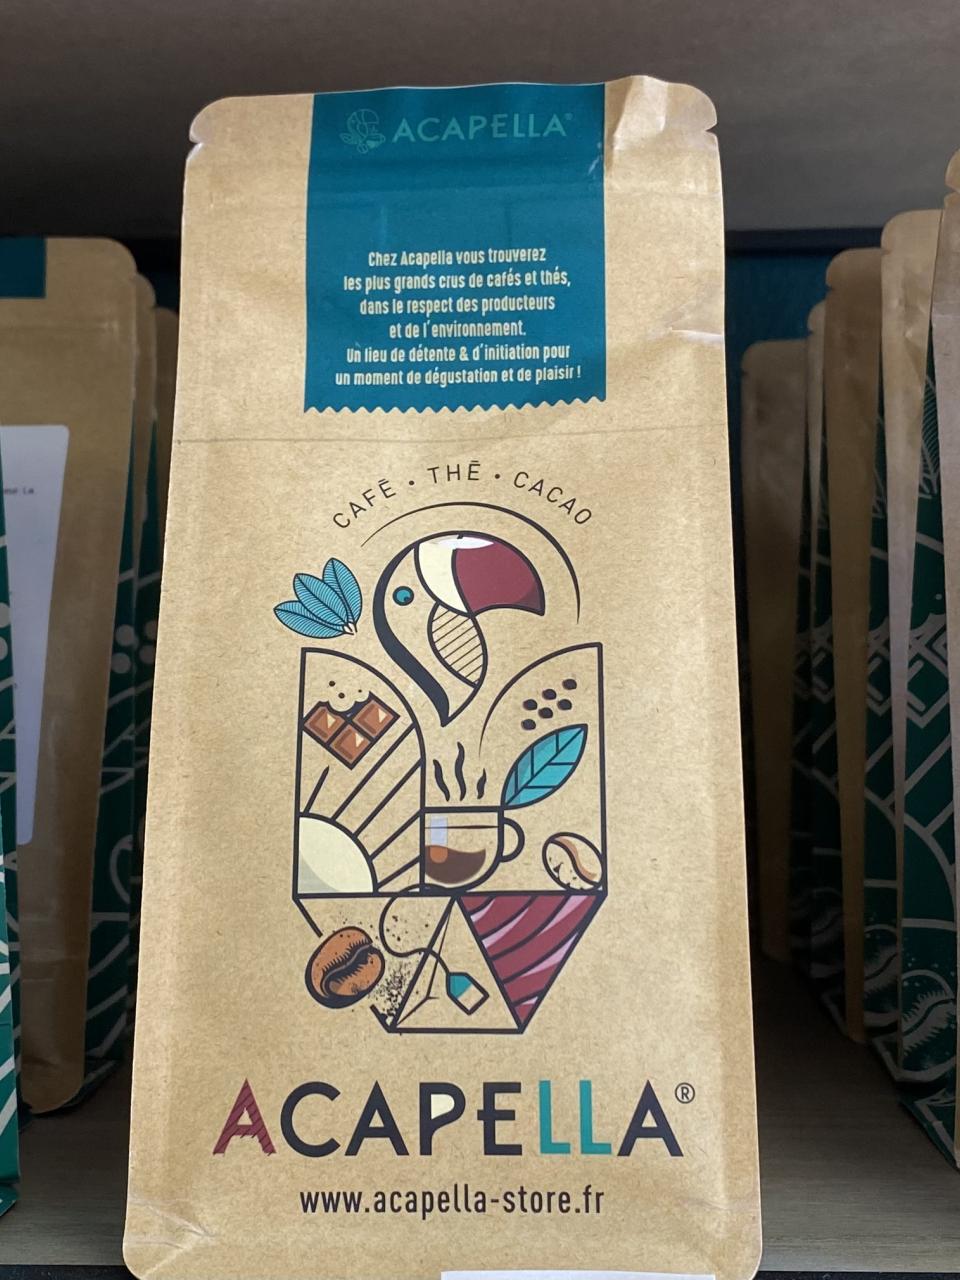 ACAPELLA®
Chez Acapella vous trouverez
les plus grands crus de cafés et thés,
dans le respect des producteurs
et de l'environnement.
Un lieu de détente & d'initiation pour
un moment de dégustation et de plaisir !
CAFĒ • THĒ • CACAO
ACAPELLA®
www.acapella-store.fr